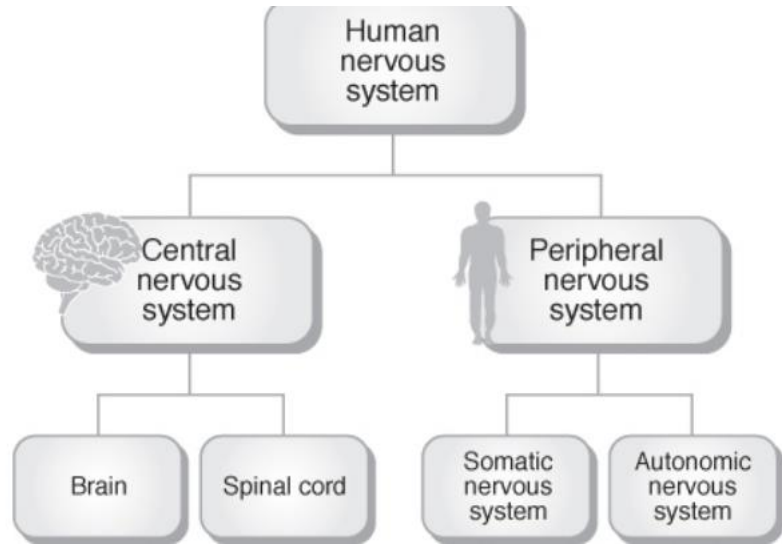 Human
nervous
system
Central
nervous
system
Peripheral
nervous
system
Brain
Spinal cord
Somatic
nervous
system
Autonomic
nervous
system